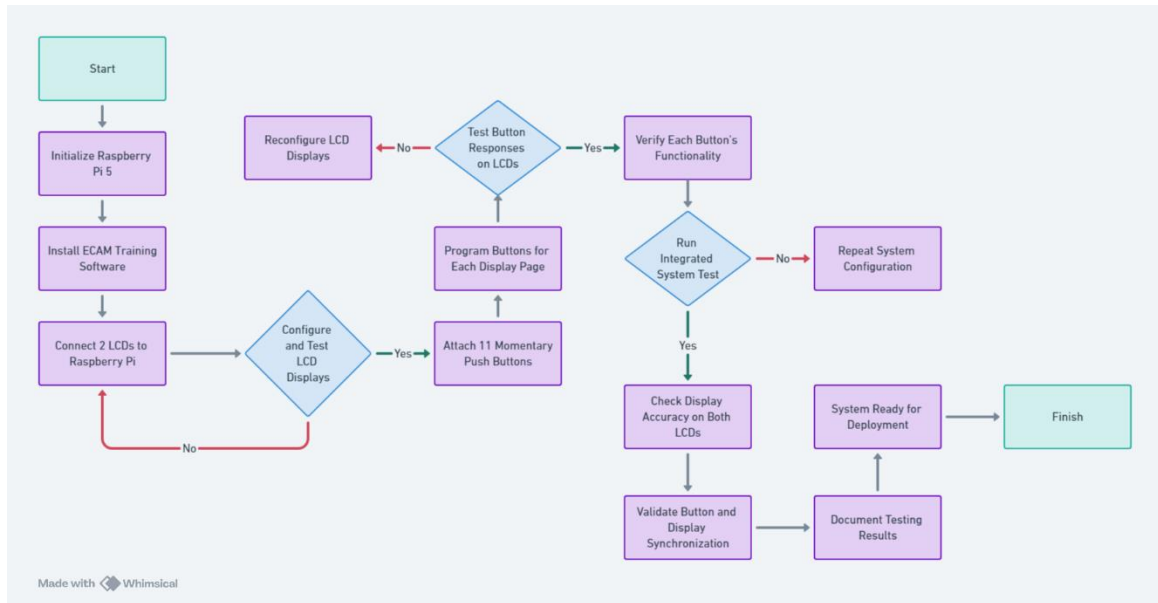 Start
Initialize Raspberry
Pi 5
Install ECAM Training
Software
Connect 2 LCDs to
Raspberry Pi
Configure
and Test
LCD
Displays
No
Yes
Attach 11 Momentary
Push Buttons
Program Buttons for
Each Display Page
Test Button
Responses
on LCDs
No
Reconfigure LCD
Displays
Yes
Verify Each Button's
Functionality
Run
Integrated
System Test
No
Repeat System
Configuration
Yes
Check Display
Accuracy on Both
LCDs
Validate Button and
Display
Synchronization
Document Testing
Results
System Ready for
Deployment
Finish
Made with Whimsical